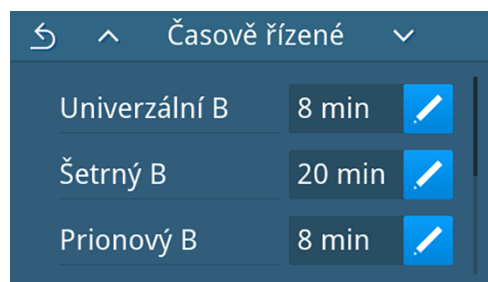 Časově řízené
Univerzální B 8 min
Šetrný B 20 min
Prionový B 8 min